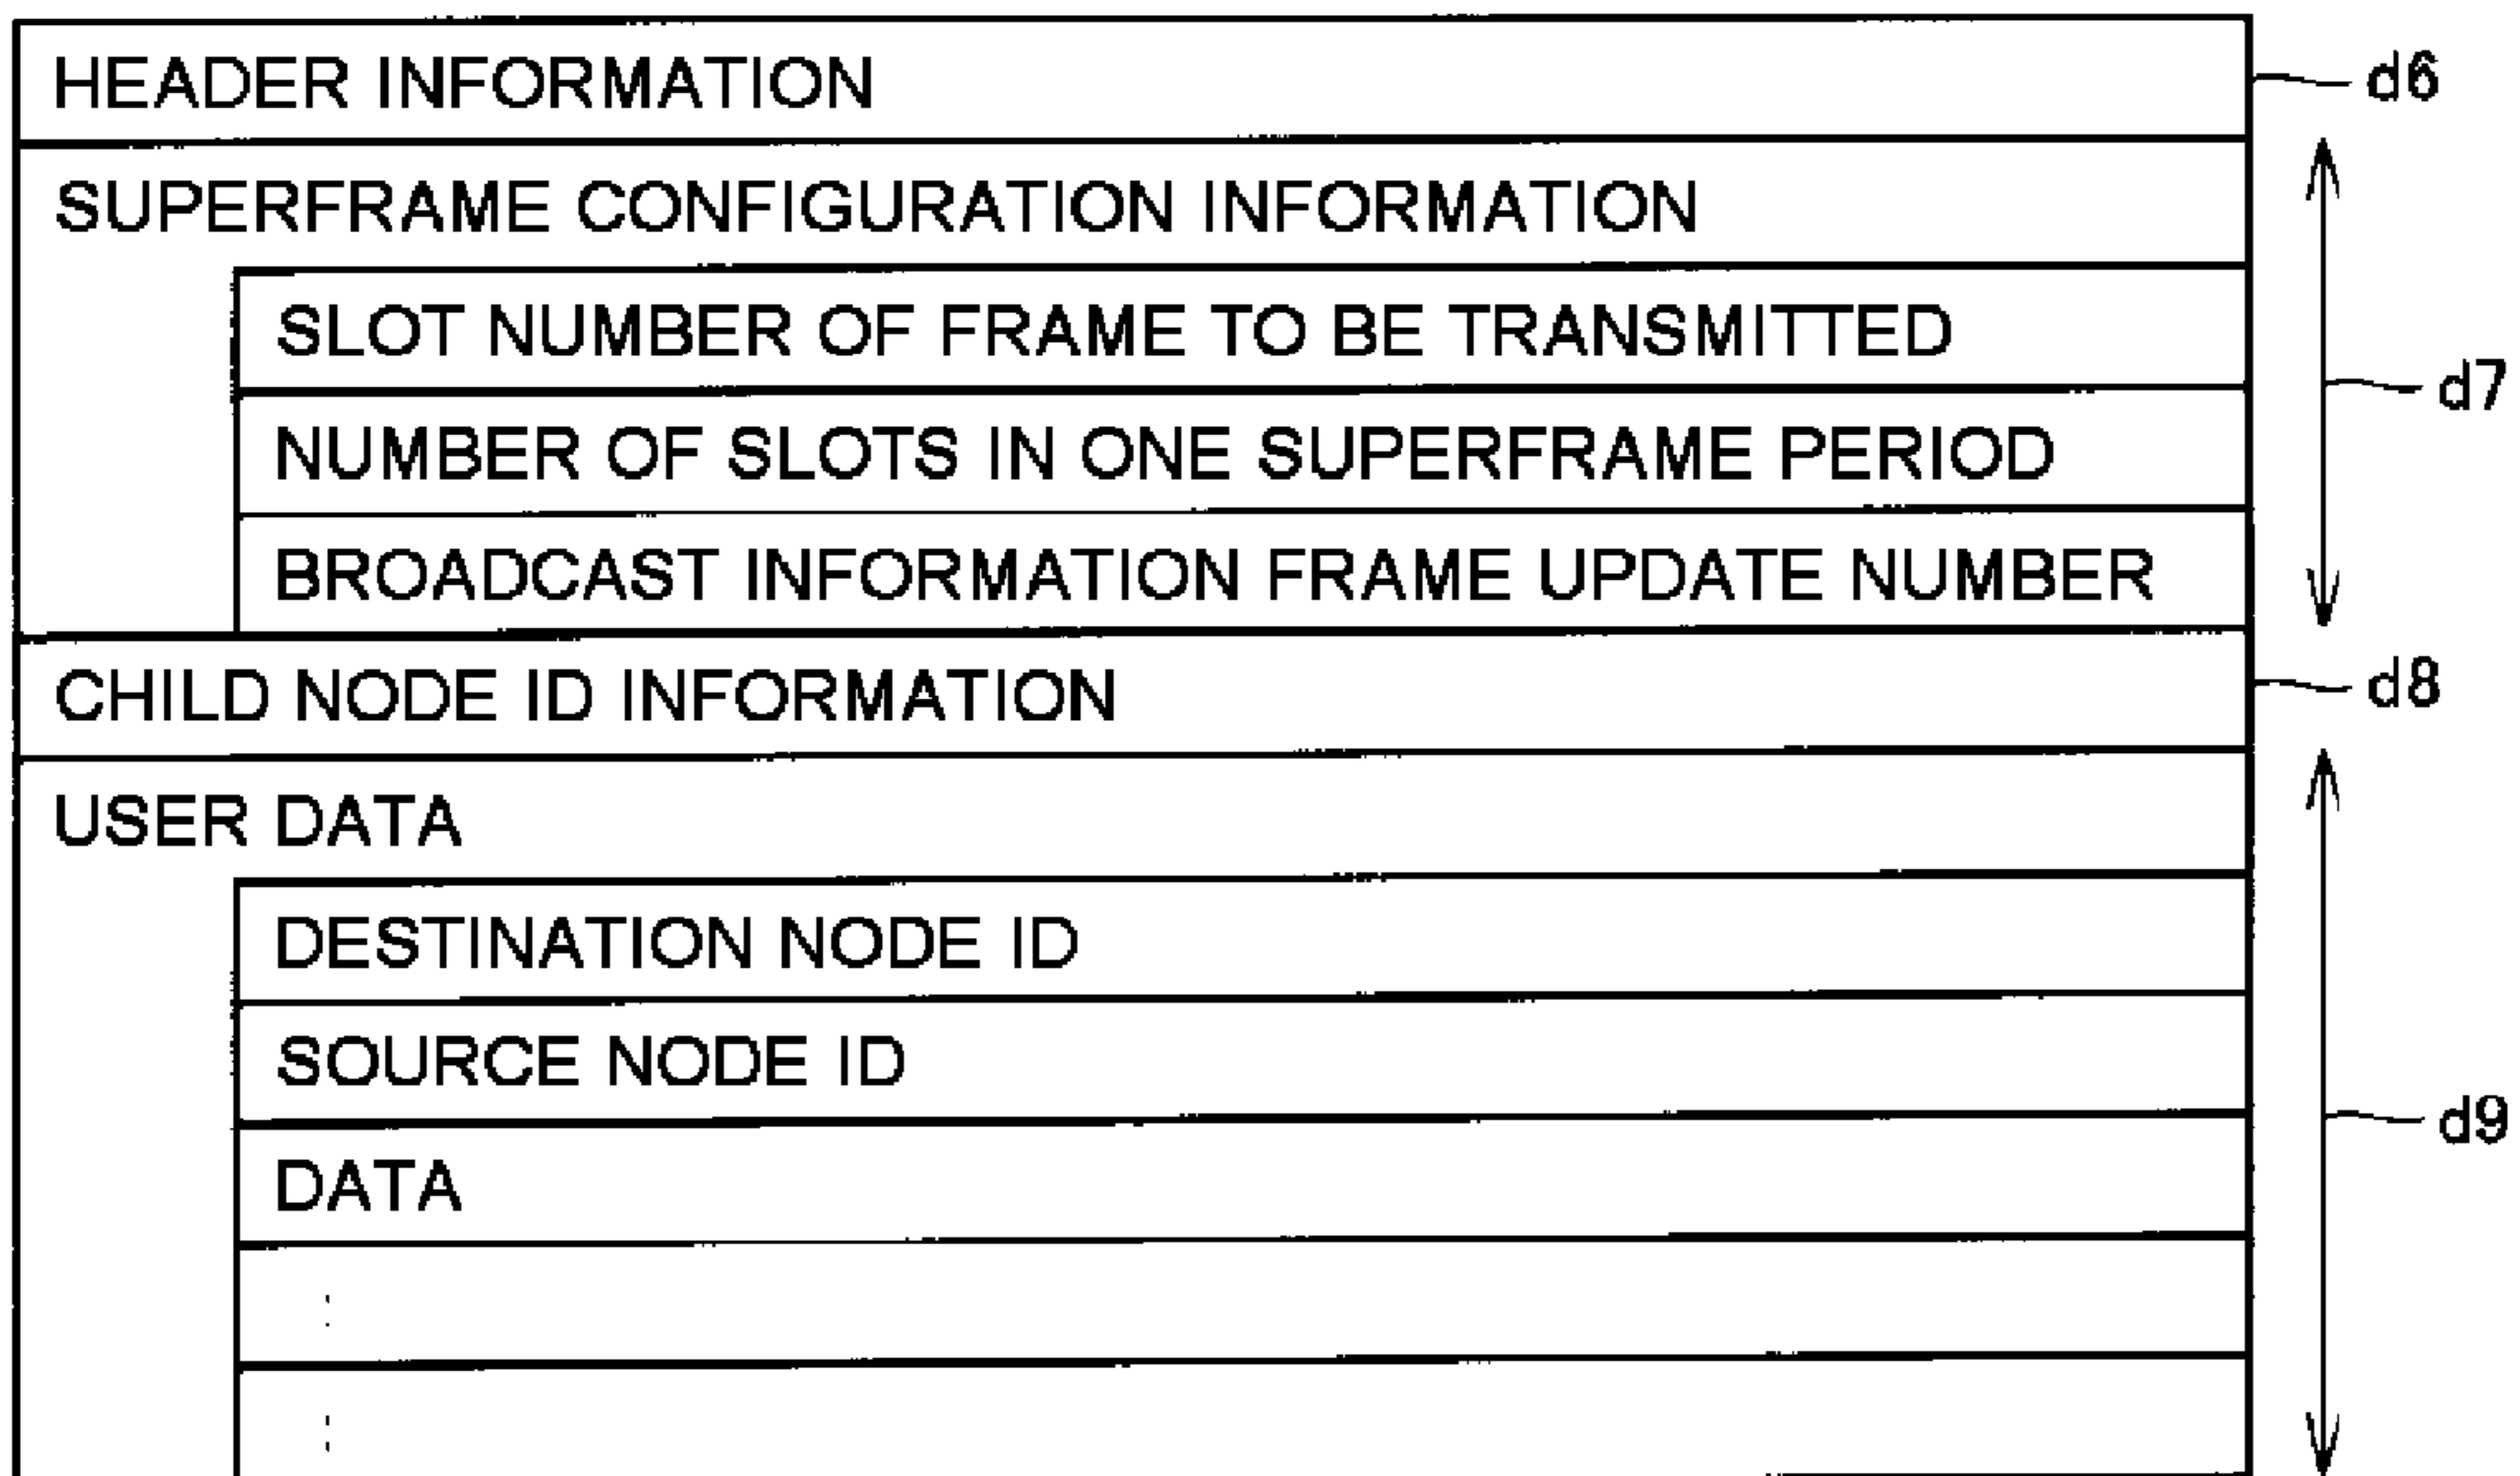 HEADER INFORMATION
d6
SUPERFRAME CONFIGURATION INFORMATION
SLOT NUMBER OF FRAME TO BE TRANSMITTED
d7
NUMBER OF SLOTS IN ONE SUPERFRAME PERIOD
BROADCAST INFORMATION FRAME UPDATE NUMBER
CHILD NODE ID INFORMATION
d8
USER DATA
DESTINATION NODE ID
SOURCE NODE ID
d9
DATA